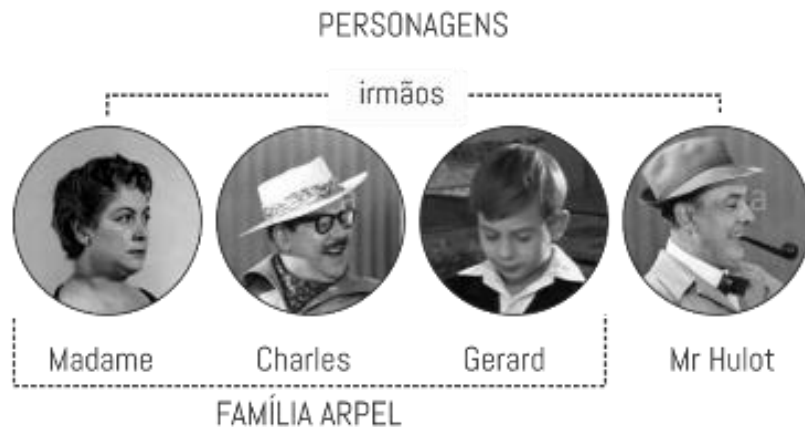 PERSONAGENS
irmãos
Madame
Charles
Gerard
Mr Hulot
FAMÍLIA ARPEL